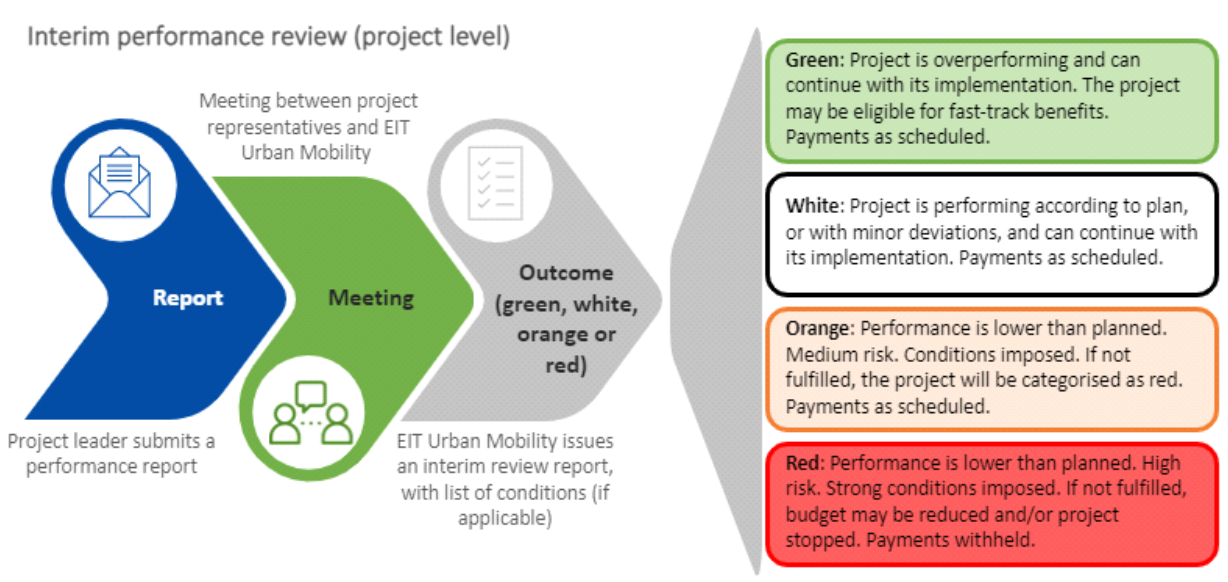 Interim performance review (project level)
Meeting between project
representatives and EIT
Urban Mobility
Report
Meeting
Outcome
(green, white,
orange or
red)
Project leader submits a
performance report
EIT Urban Mobility issues
an interim review report,
with list of conditions (if
applicable)
Green: Project is overperforming and can
continue with its implementation. The project
may be eligible for fast-track benefits.
Payments as scheduled.
White: Project is performing according to plan,
or with minor deviations, and can continue with
its implementation. Payments as scheduled.
Orange: Performance is lower than planned.
Medium risk. Conditions imposed. If not
fulfilled, the project will be categorised as red.
Payments as scheduled.
Red: Performance is lower than planned. High
risk. Strong conditions imposed. If not fulfilled,
budget may be reduced and/or project
stopped. Payments withheld.